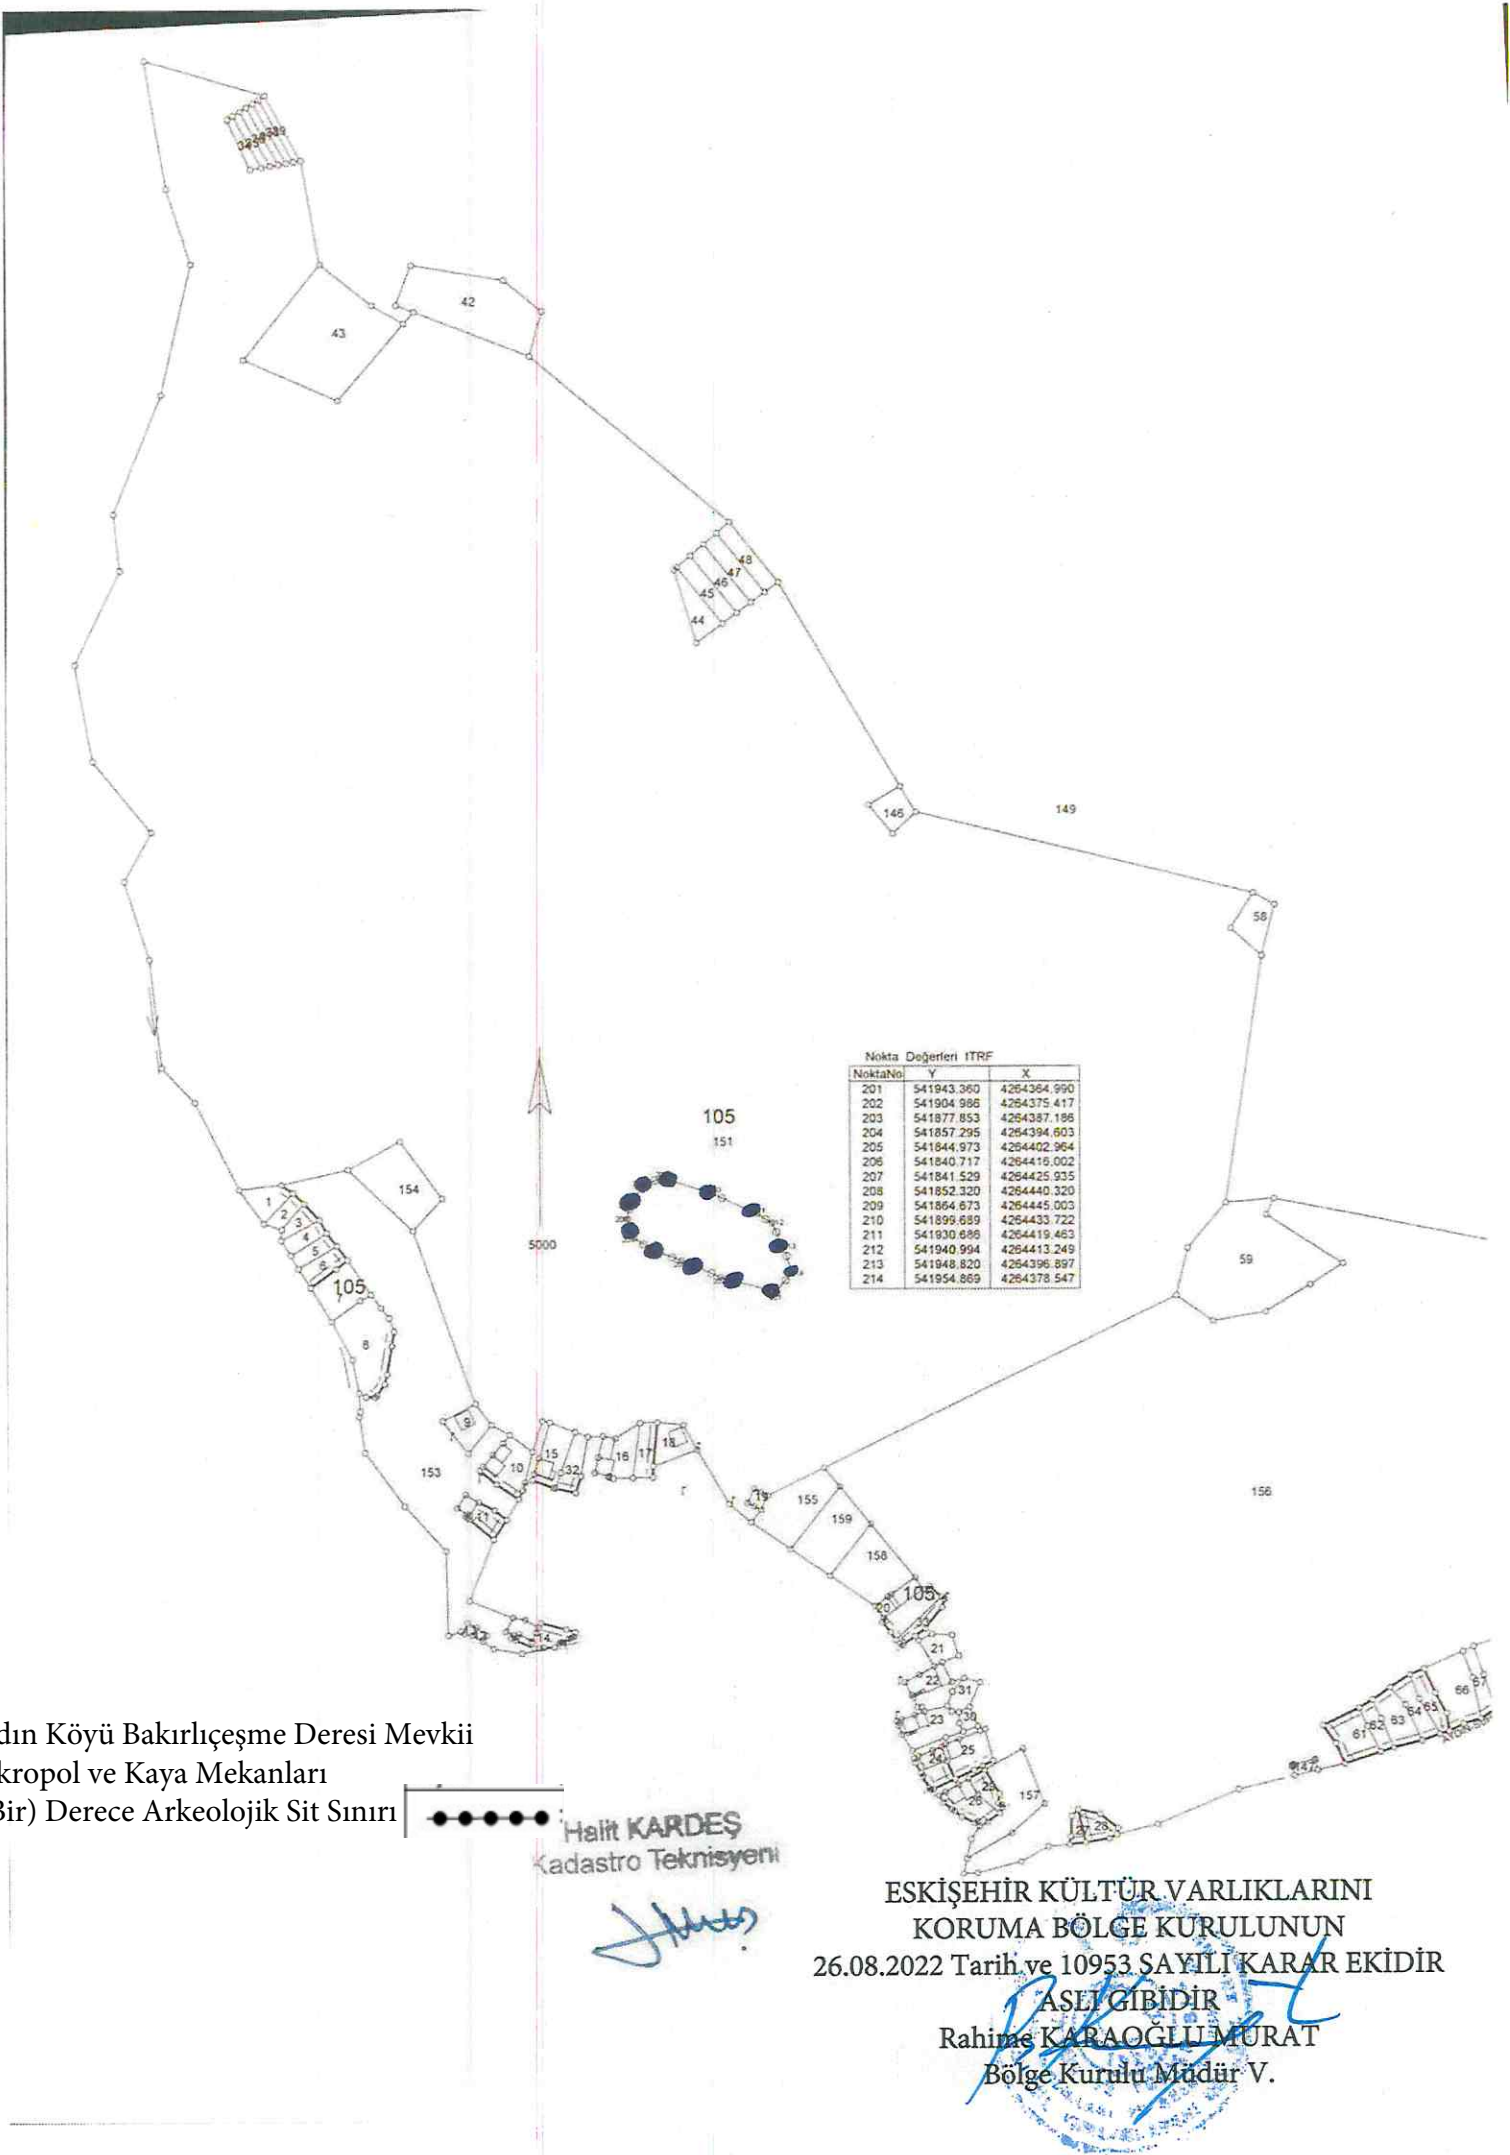 42
43
48
47
46
45
44
146
149
58
Nokta Değerleri ITRF
NoktaNo Y X
201 541943.360 4264364.990
202 541904.986 4264375.417
203 541877.853 4264387.186
204 541857.295 4264394.603
205 541844.973 4264402.964
206 541840.717 4264416.002
207 541841.529 4264425.935
208 541852.320 4264440.320
209 541864.673 4264445.003
210 541899.689 4264433.722
211 541930.686 4264419.463
212 541940.994 4264413.249
213 541948.820 4264396.897
214 541954.869 4264378.547
105
151
154
1
2
3
4
5
6
105
7
8
5000
59
9
153
10
15
32
16
17
18
11
19
155
159
158
156
105
20
33
14
21
22
31
23
30
24
25
26
157
27
28
147
61
62
63
64
65
66
67
dın Köyü Bakırlıçeşme Deresi Mevkii
kropol ve Kaya Mekanları
Bir) Derece Arkeolojik Sit Sınırı
Halit KARDEŞ
Kadastro Teknisyeni
ESKİŞEHİR KÜLTÜR VARLIKLARINI
KORUMA BÖLGE KURULUNUN
26.08.2022 Tarih ve 10953 SAYILI KARAR EKİDİR
ASLI GİBİDİR
Rahime KARAOĞLU MURAT
Bölge Kurulu Müdür V.